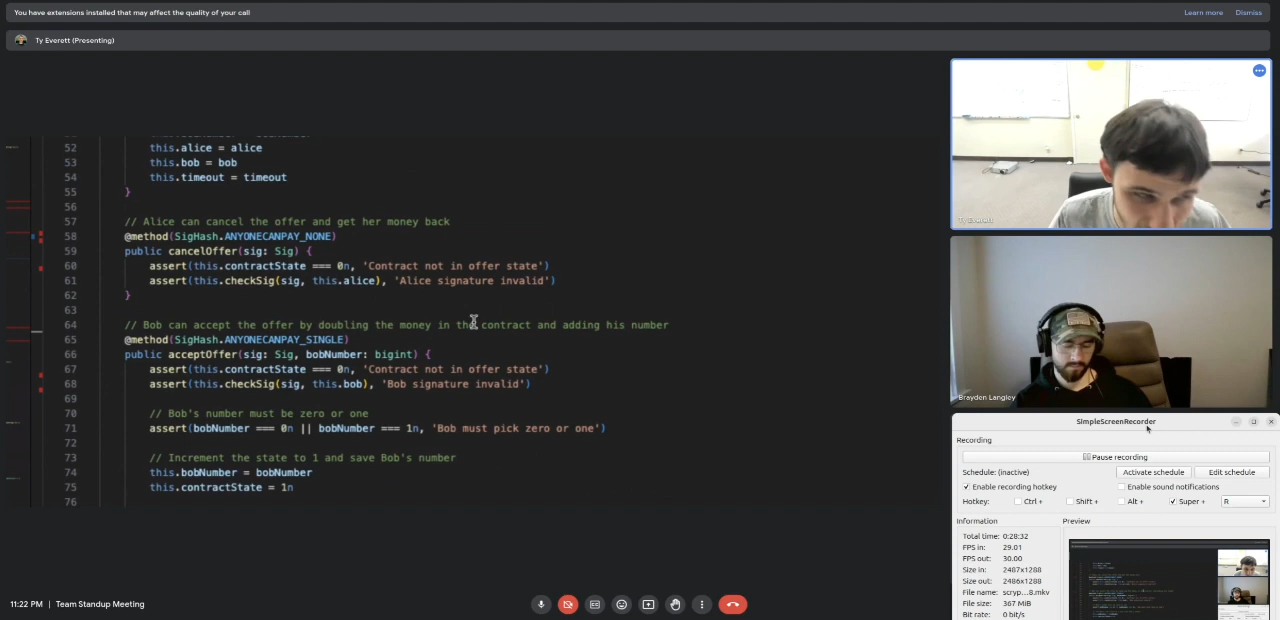 You have extensions installed that may affect the quality of your call
Learn more
Dismiss
Ty Everett (Presenting)
52 this.alice = alice
53 this.bob = bob
54 this.timeout = timeout
55 }
56
57 // Alice can cancel the offer and get her money back
58 @method(SigHash.ANYONECANPAY_NONE)
59 public cancelOffer(sig: Sig) {
60 assert(this.contractState === 0n, 'Contract not in offer state')
61 assert(this.checkSig(sig, this.alice), 'Alice signature invalid')
62 }
63
64 // Bob can accept the offer by doubling the money in the contract and adding his number
65 @method(SigHash.ANYONECANPAY_SINGLE)
66 public acceptOffer(sig: Sig, bobNumber: bigint) {
67 assert(this.contractState === 0n, 'Contract not in offer state')
68 assert(this.checkSig(sig, this.bob), 'Bob signature invalid')
69
70 // Bob's number must be zero or one
71 assert(bobNumber === 0n || bobNumber === 1n, 'Bob must pick zero or one')
72
73 // Increment the state to 1 and save Bob's number
74 this.bobNumber = bobNumber
75 this.contractState = 1n
76
Ty Everett
Brayden Langley
SimpleScreenRecorder
Recording
Pause recording
Schedule: (inactive)
Activate schedule
Edit schedule
Enable recording hotkey
Enable sound notifications
Hotkey: Ctrl + Shift + Alt + Super + R
Information
Preview
Total time: 0:28:32
FPS in: 29.01
FPS out: 30.00
Size in: 2487x1288
Size out: 2486x1288
File name: scryp...8.mkv
File size: 367 MiB
Bit rate: 0 bit/s
11:22 PM | Team Standup Meeting